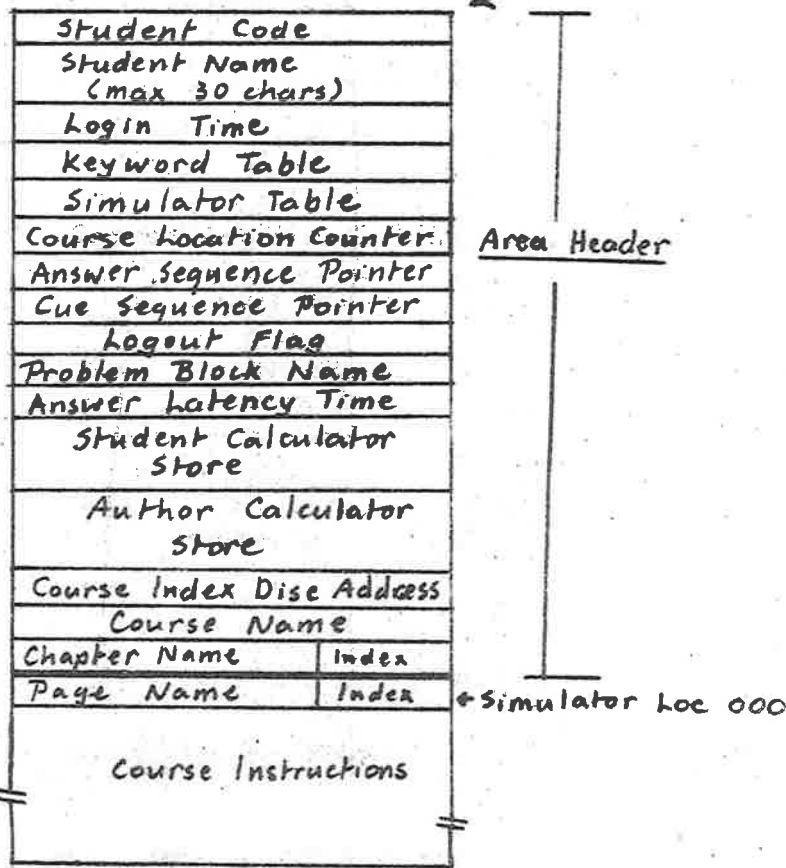 Student Code
Student Name
(max 30 chars)
Login Time
Keyword Table
Simulator Table
Course Location Counter
Area Header
Answer Sequence Pointer
Cue Sequence Pointer
Logout Flag
Problem Block Name
Answer Latency Time
Student Calculator
Store
Author Calculator
Store
Course Index Disc Address
Course Name
Chapter Name Index
Page Name Index
←Simulator Loc 000
Course Instructions